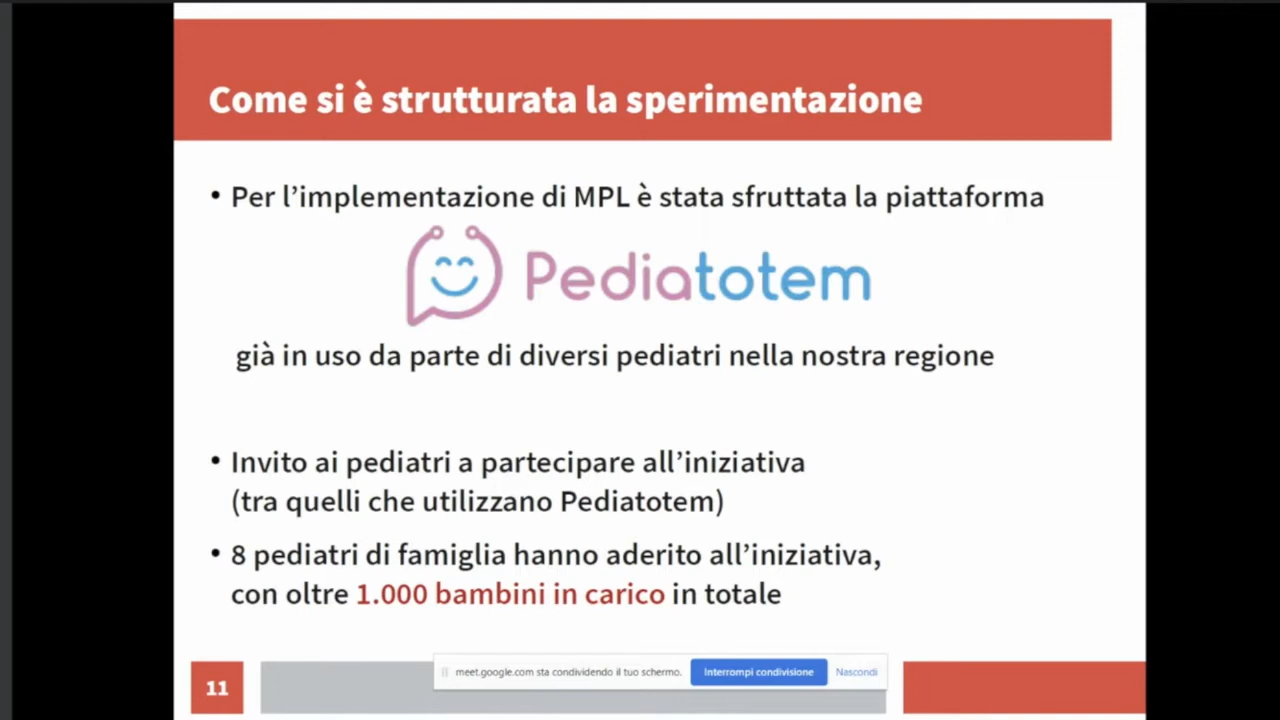 Come si è strutturata la sperimentazione
• Per l’implementazione di MPL è stata sfruttata la piattaforma
Pediatotem
già in uso da parte di diversi pediatri nella nostra regione
• Invito ai pediatri a partecipare all’iniziativa
(tra quelli che utilizzano Pediatotem)
• 8 pediatri di famiglia hanno aderito all’iniziativa,
con oltre 1.000 bambini in carico in totale
meet.google.com sta condividendo il tuo schermo. Interrompi condivisione Nascondi
11